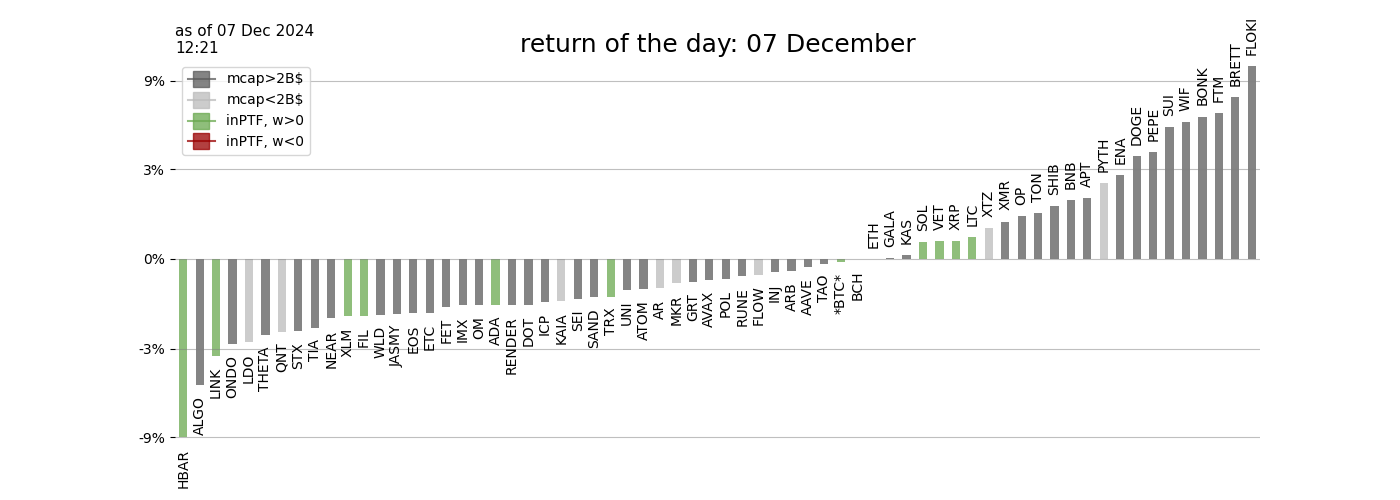 as of 07 Dec 2024
12:21
return of the day: 07 December
mcap>2B$
mcap<2B$
inPTF, w>0
inPTF, w<0
9%
3%
0%
-3%
-9%
HBAR
ALGO
LINK
ONDO
LDO
THETA
QNT
STX
TIA
NEAR
XLM
FIL
WLD
JASMY
EOS
ETC
FET
IMX
OM
ADA
RENDER
DOT
ICP
KAIA
SEI
SAND
TRX
UNI
ATOM
AR
MKR
GRT
AVAX
POL
RUNE
FLOW
INJ
ARB
AAVE
TAO
*BTC*
BCH
ETH
GALA
KAS
SOL
VET
XRP
LTC
XTZ
XMR
OP
TON
SHIB
BNB
APT
PYTH
ENA
DOGE
PEPE
SUI
WIF
BONK
FTM
BRETT
FLOKI